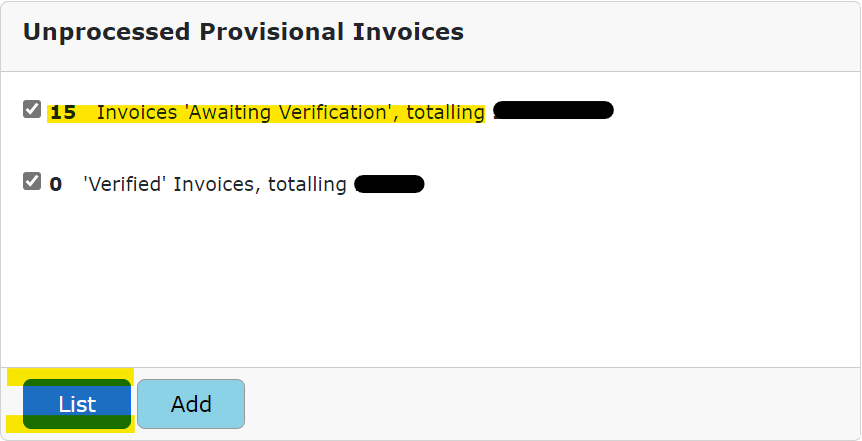 Unprocessed Provisional Invoices
15 Invoices 'Awaiting Verification', totalling
0 'Verified' Invoices, totalling
List Add